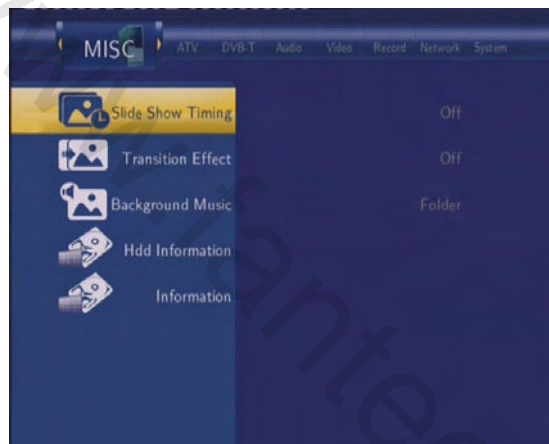 MISC ATV DVB-T Audio Video Record Network System
Slide Show Timing Off
Transition Effect Off
Background Music Folder
Hdd Information
Information